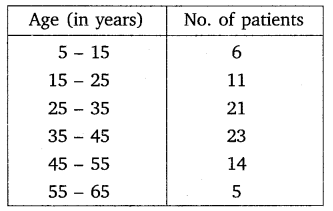 Age (in years) No. of patients
5 – 15 6
15 – 25 11
25 – 35 21
35 – 45 23
45 – 55 14
55 – 65 5